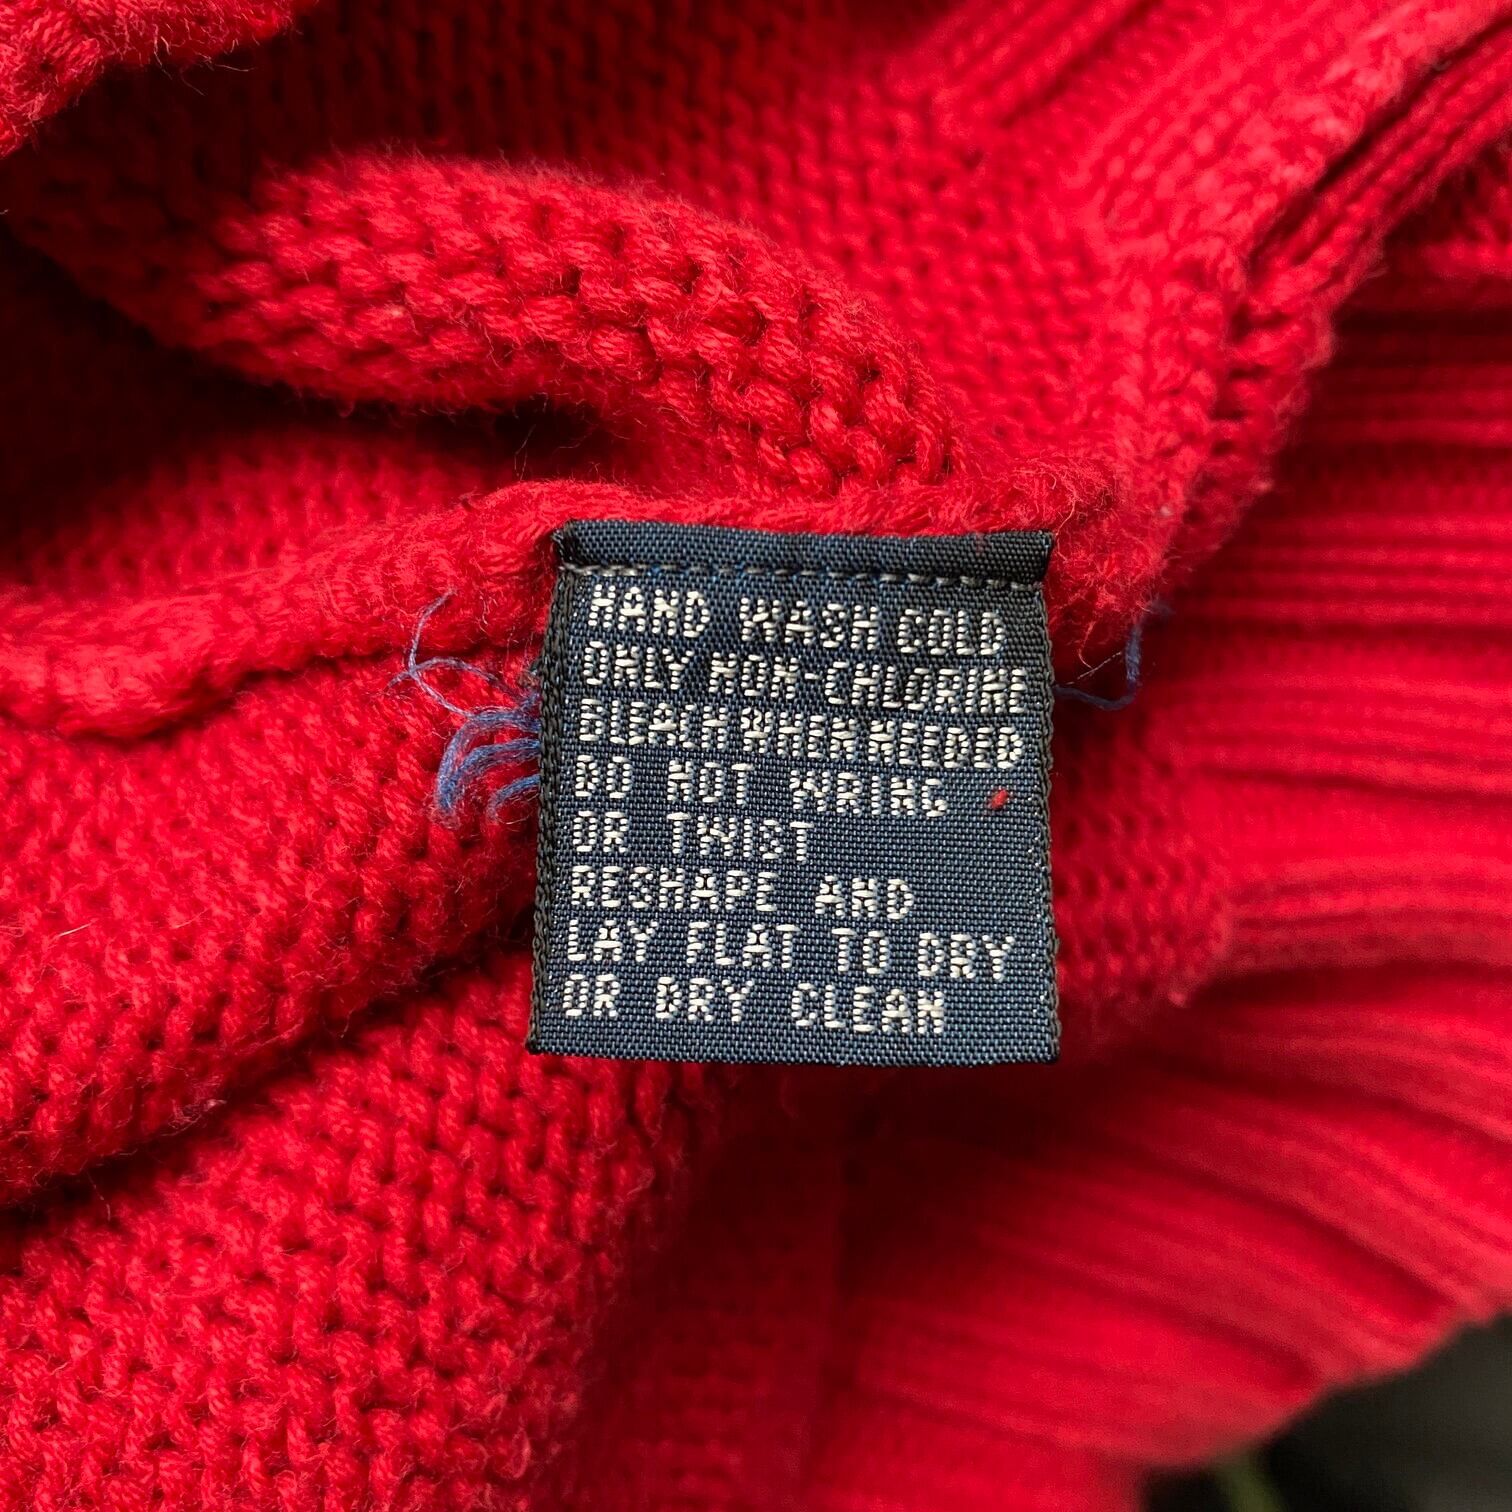 HAND WASH COLD
ONLY NON-CHLORINE
BLEACH WHEN NEEDED
DO NOT WRING
OR TWIST
RESHAPE AND
LAY FLAT TO DRY
OR DRY CLEAN